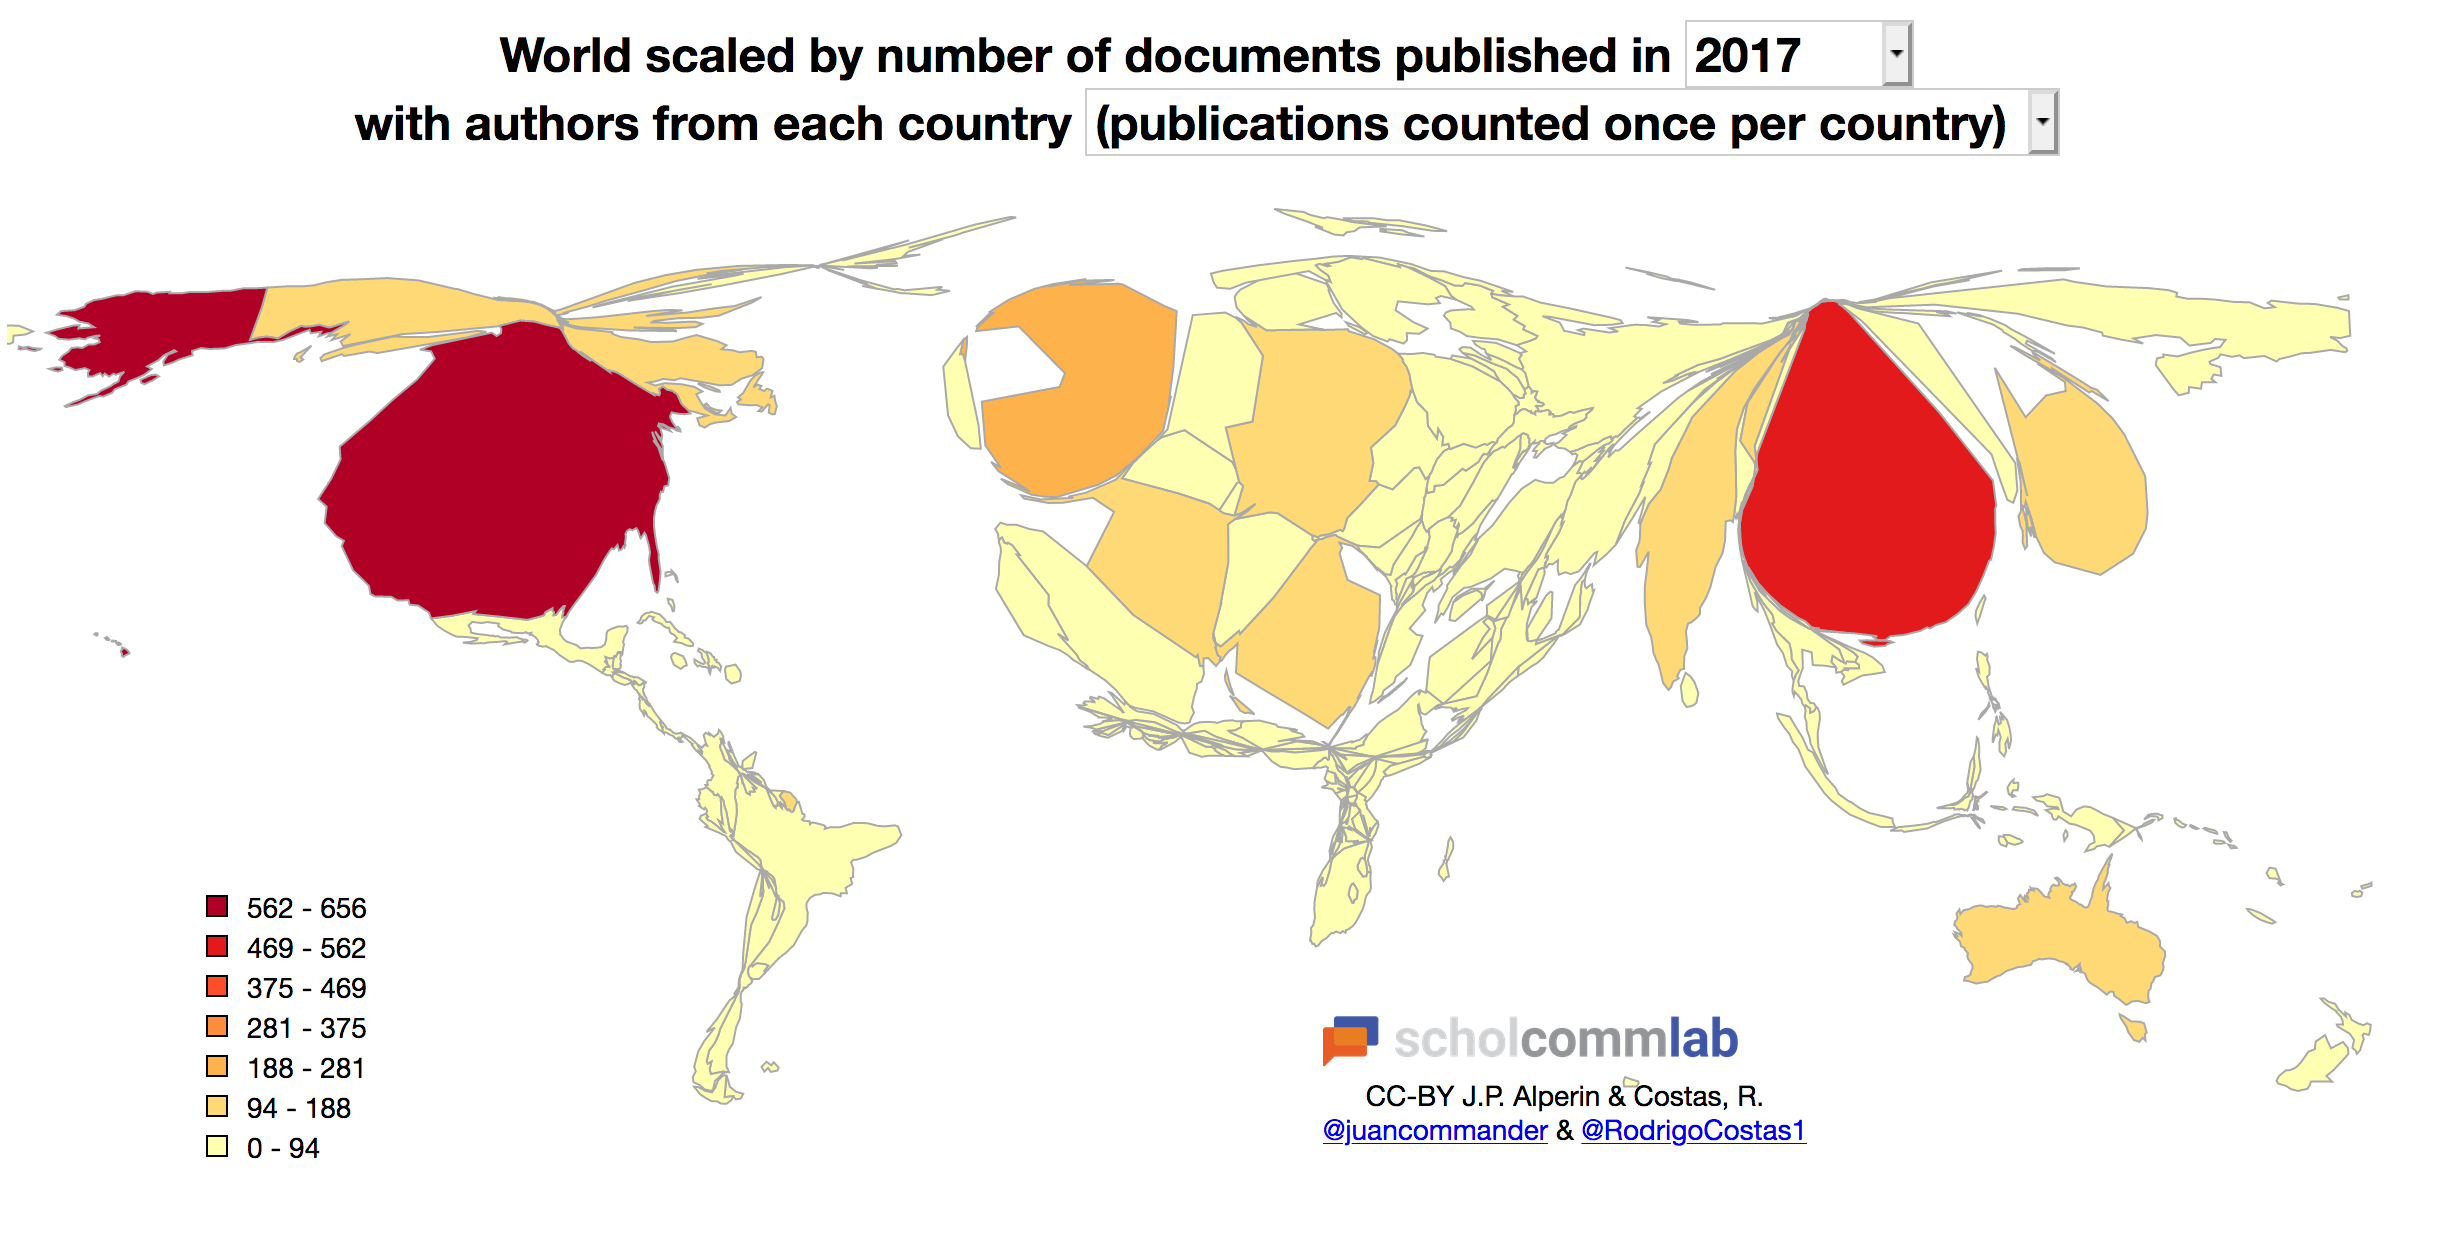 World scaled by number of documents published in 2017
with authors from each country (publications counted once per country)
562 - 656
469 - 562
375 - 469
281 - 375
188 - 281
94 - 188
0 - 94
scholcommlab
CC-BY J.P. Alperin & Costas, R.
@juancommander & @RodrigoCostas1